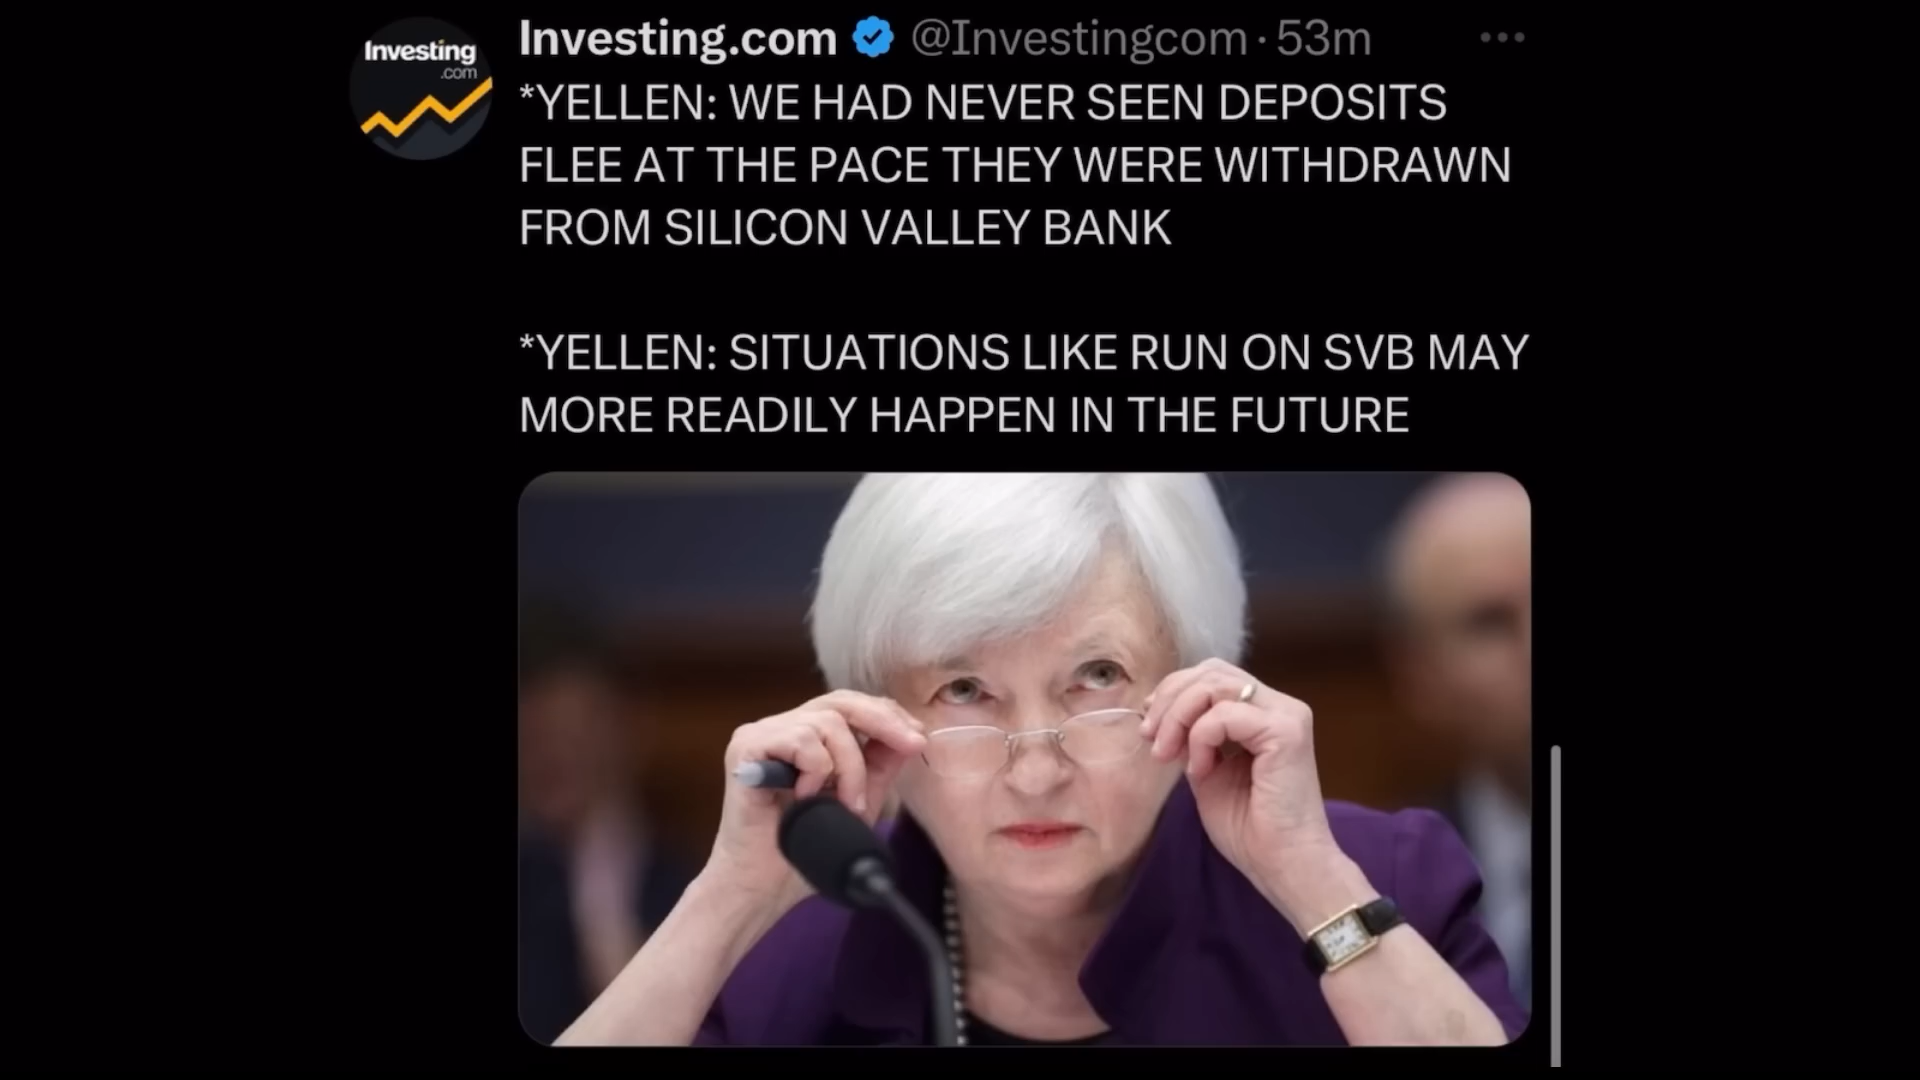 Investing
.com
Investing.com @Investingcom · 53m
*YELLEN: WE HAD NEVER SEEN DEPOSITS
FLEE AT THE PACE THEY WERE WITHDRAWN
FROM SILICON VALLEY BANK
*YELLEN: SITUATIONS LIKE RUN ON SVB MAY
MORE READILY HAPPEN IN THE FUTURE